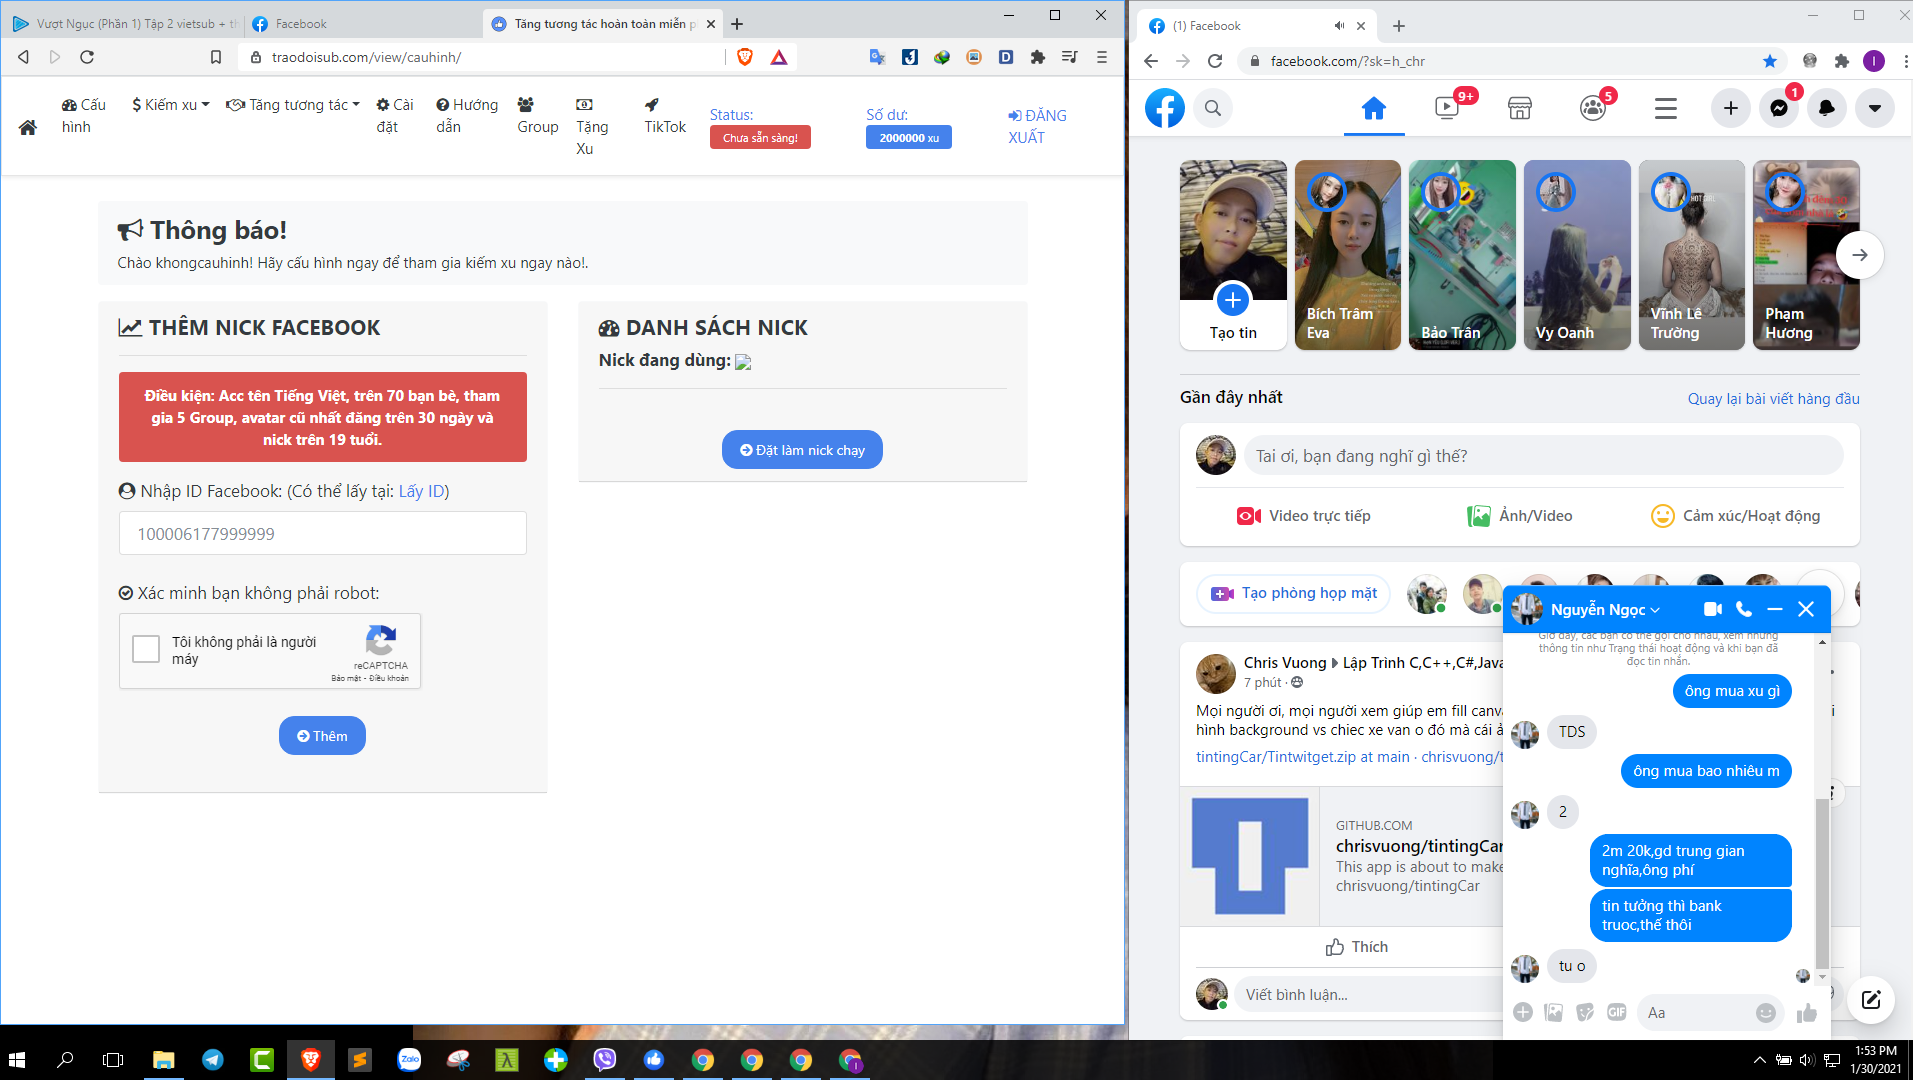 Vượt Ngục (Phần 1) Tập 2 vietsub + th
Facebook
Tăng tương tác hoàn toàn miễn p
traodoisub.com/view/cauhinh/
Cấu hình
$ Kiếm xu
Tăng tương tác
Cài đặt
Hướng dẫn
Group
Tặng Xu
TikTok
Status:
Chưa sẵn sàng!
Số dư:
2000000 xu
ĐĂNG XUẤT
Thông báo!
Chào khongcauhinh! Hãy cấu hình ngay để tham gia kiếm xu ngay nào!.
THÊM NICK FACEBOOK
Điều kiện: Acc tên Tiếng Việt, trên 70 bạn bè, tham
gia 5 Group, avatar cũ nhất đăng trên 30 ngày và
nick trên 19 tuổi.
Nhập ID Facebook: (Có thể lấy tại: Lấy ID)
100006177999999
Xác minh bạn không phải robot:
Tôi không phải là người
máy
reCAPTCHA
Bảo mật - Điều khoản
Thêm
DANH SÁCH NICK
Nick đang dùng:
Đặt làm nick chạy
(1) Facebook
facebook.com/?sk=h_chr
I
9+
5
1
Tạo tin
Bích Trâm
Eva
Bảo Trân
Vy Oanh
HOT GIRL
Vĩnh Lê
Trường
Phạm
Hương
Gần đây nhất
Quay lại bài viết hàng đầu
Tai ơi, bạn đang nghĩ gì thế?
Video trực tiếp
Ảnh/Video
Cảm xúc/Hoạt động
Tạo phòng họp mặt
Chris Vuong
Lập Trình C,C++,C#,Java
7 phút ·
Mọi người ơi, mọi người xem giúp em fill canv
hình background vs chiec xe van o đó mà cái ả
tintingCar/Tintwitget.zip at main · chrisvuong/t
GITHUB.COM
chrisvuong/tintingCar
This app is about to make
chrisvuong/tintingCar
Thích
Viết bình luận...
Nguyễn Ngọc
Giờ đây, các bạn có thể gọi cho nhau, xem những
thông tin như Trạng thái hoạt động và khi bạn đã
đọc tin nhắn.
ông mua xu gì
TDS
ông mua bao nhiêu m
2
2m 20k,gd trung gian
nghĩa,ông phí
tin tưởng thì bank
truoc,thế thôi
tu o
GIF
Aa
Zalo
1:53 PM
1/30/2021